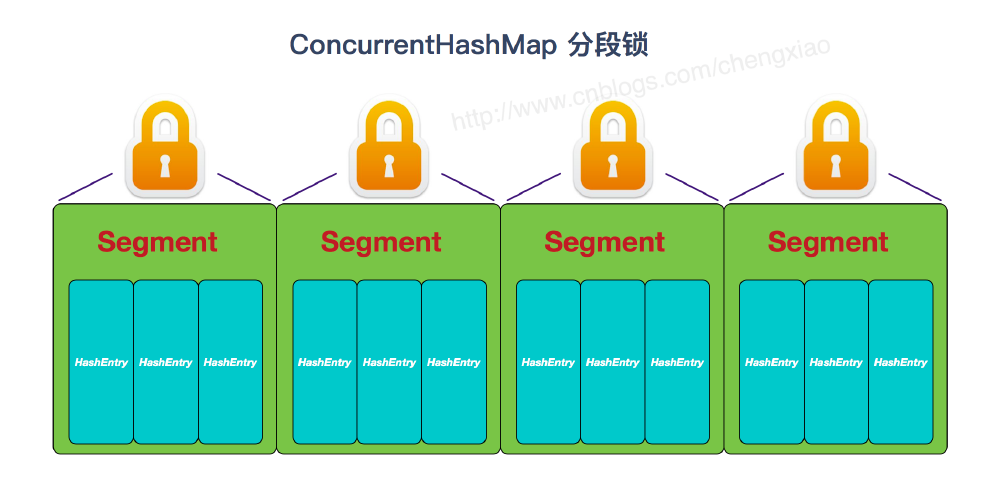 ConcurrentHashMap 分段锁
http://www.cnblogs.com/chengxiao
Segment Segment Segment Segment
HashEntry HashEntry HashEntry HashEntry HashEntry HashEntry HashEntry HashEntry HashEntry HashEntry HashEntry HashEntry